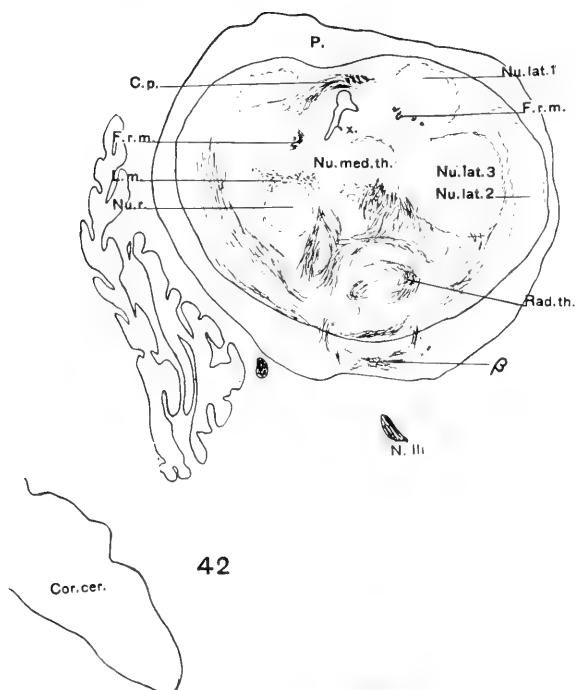 P.
C.p.
Nu.lat.1
F.r.m.
F.r.m.
x.
Nu.med.th.
Nu.lat.3
L.m.
Nu.lat.2
Nu.r.
Rad.th.
β
N. III
42
Cor.cer.